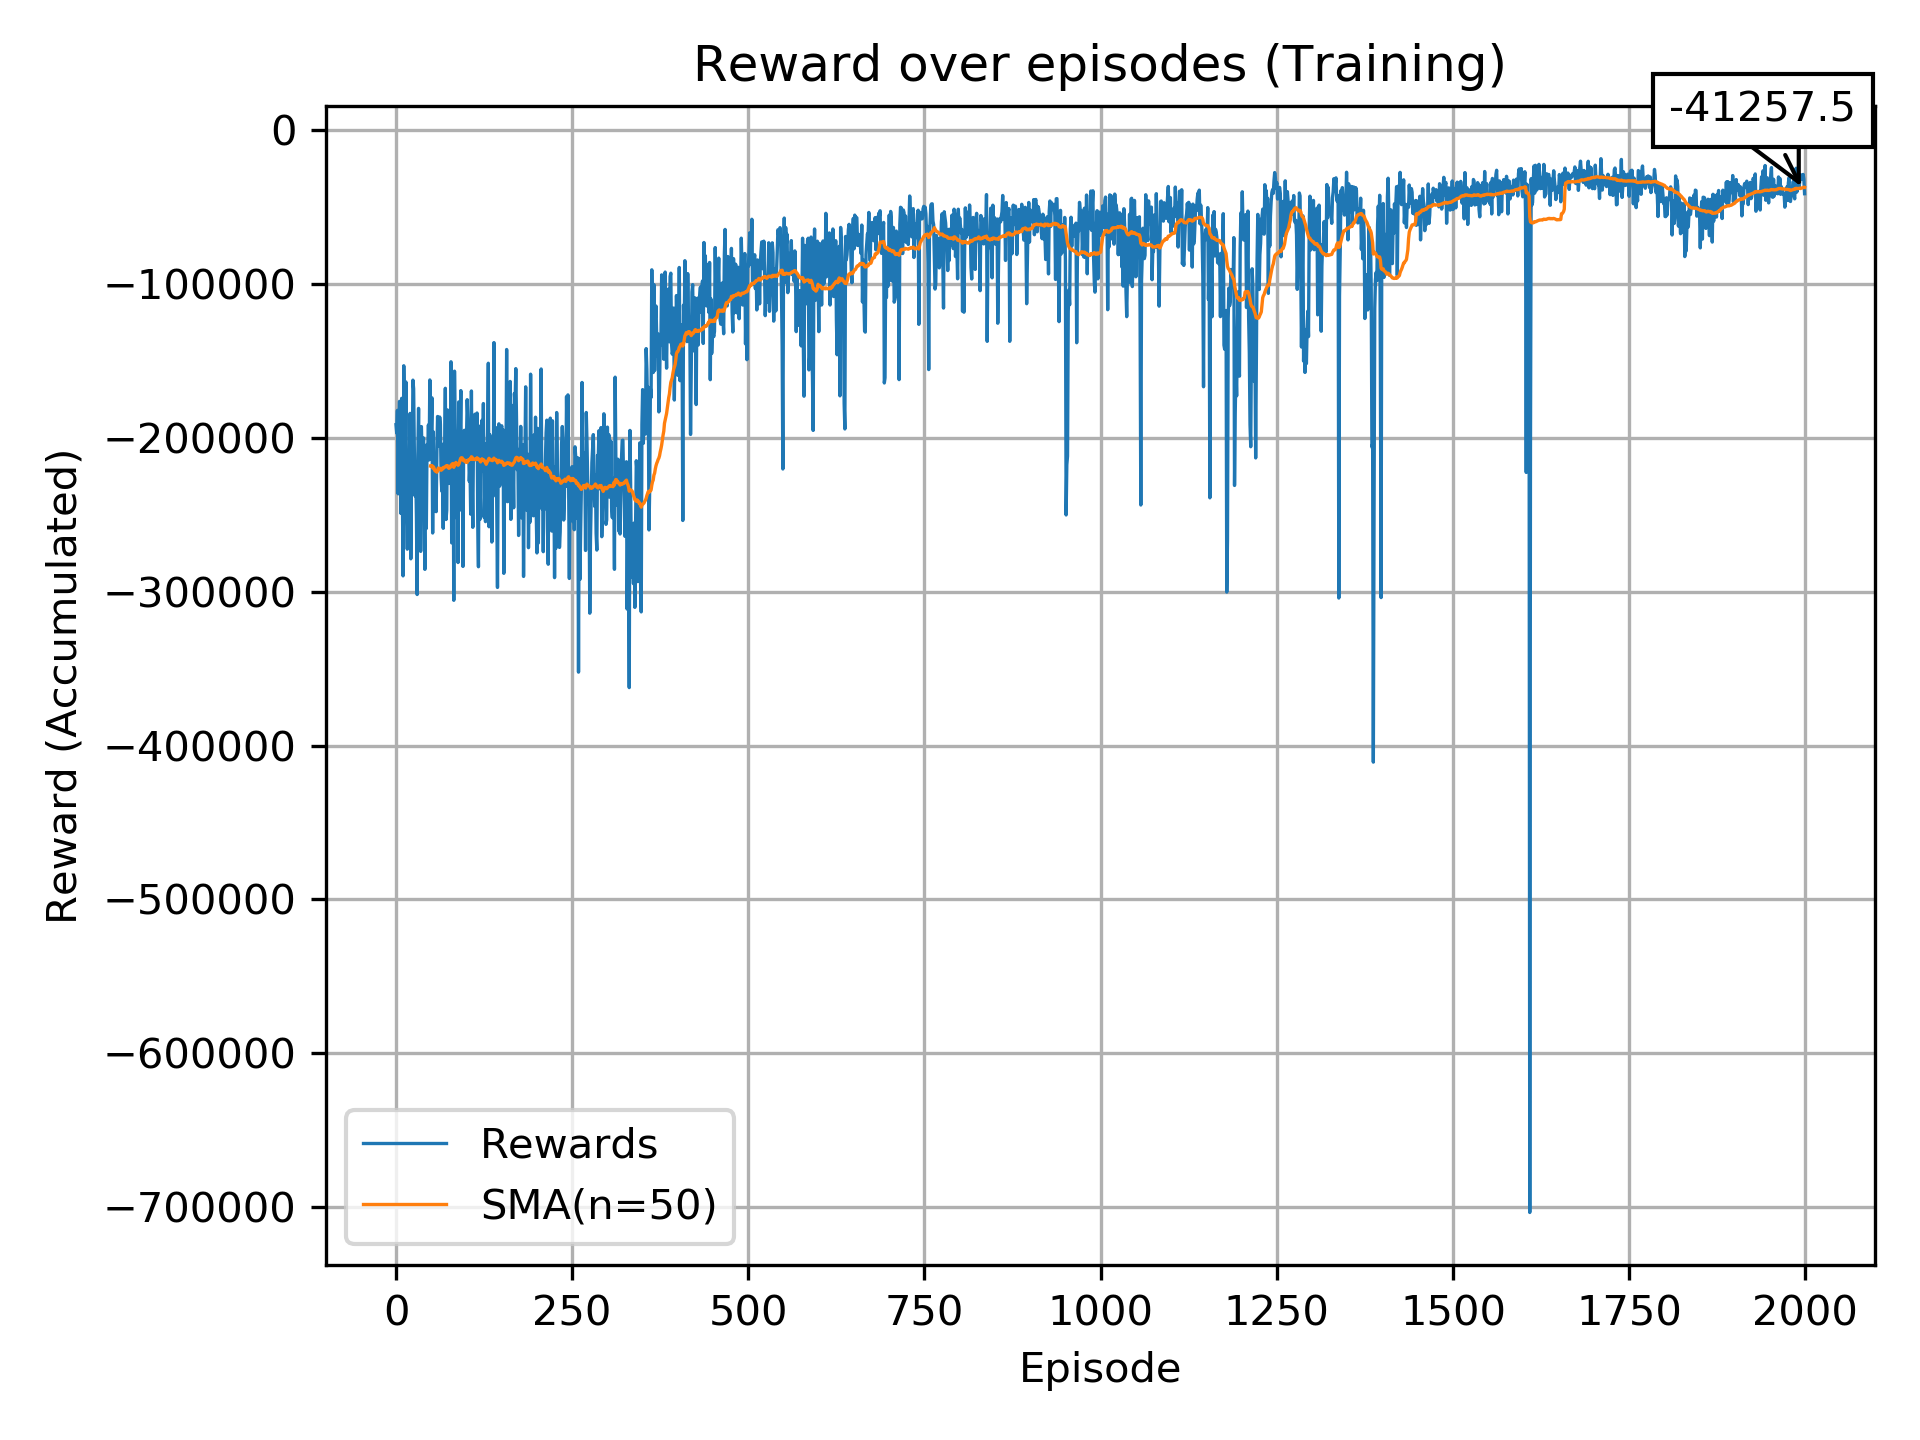 Reward over episodes (Training)
-41257.5
0
−100000
−200000
−300000
−400000
−500000
−600000
−700000
Reward (Accumulated)
Rewards
SMA(n=50)
0 250 500 750 1000 1250 1500 1750 2000
Episode